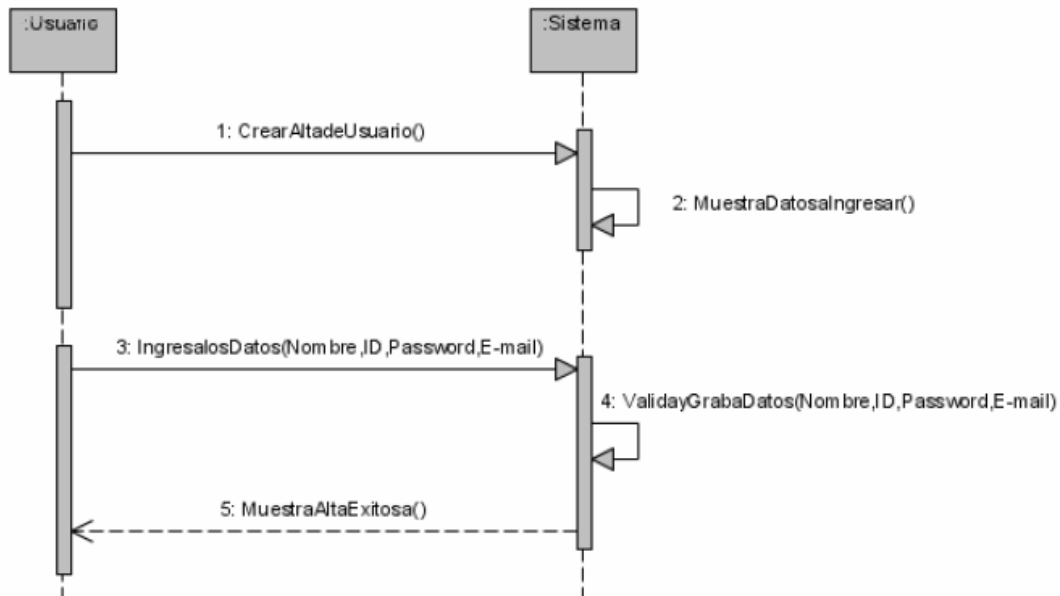 :Usuario
:Sistema
1: CrearAltadeUsuario()
2: MuestraDatosaIngresar()
3: IngresalosDatos(Nombre,ID,Password,E-mail)
4: ValidayGrabaDatos(Nombre,ID,Password,E-mail)
5: MuestraAltaExitosa()